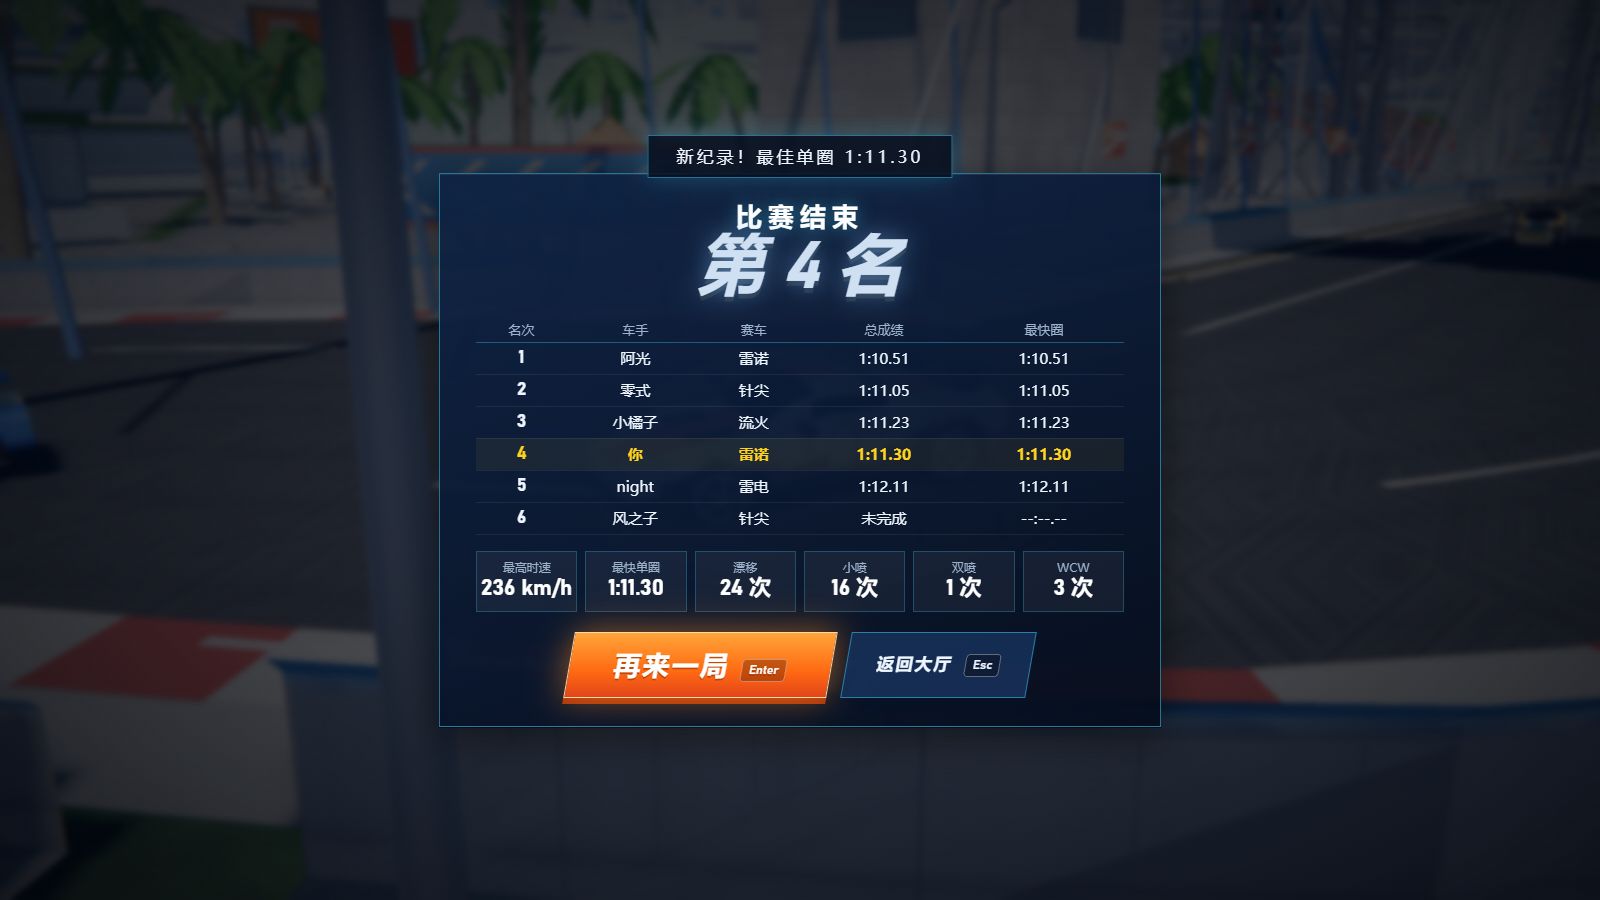 新纪录！最佳单圈 1:11.30
比赛结束
第 4 名
名次 车手 赛车 总成绩 最快圈
1 阿光 雷诺 1:10.51 1:10.51
2 零式 针尖 1:11.05 1:11.05
3 小橘子 流火 1:11.23 1:11.23
4 你 雷诺 1:11.30 1:11.30
5 night 雷电 1:12.11 1:12.11
6 风之子 针尖 未完成 --:--.--
最高时速 最快单圈 漂移 小喷 双喷 WCW
236 km/h 1:11.30 24 次 16 次 1 次 3 次
再来一局 Enter 返回大厅 Esc